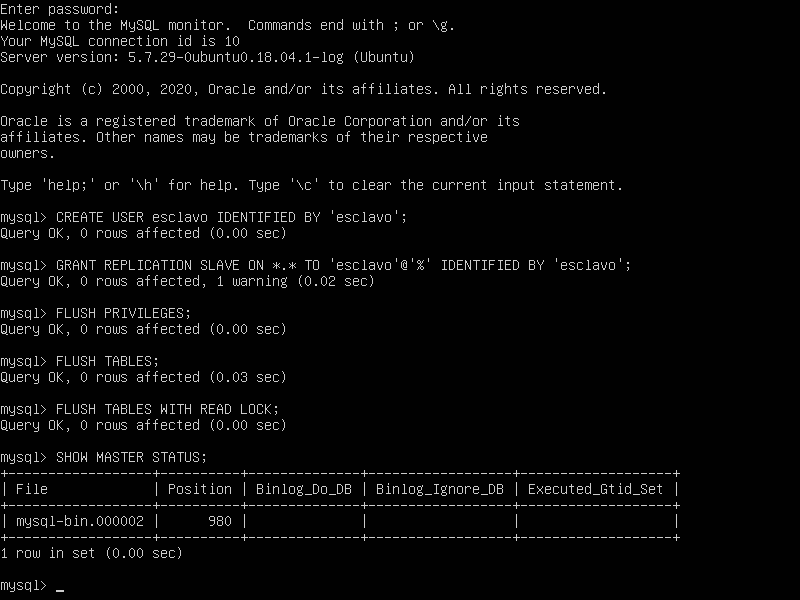 Enter password:
Welcome to the MySQL monitor.  Commands end with ; or \g.
Your MySQL connection id is 10
Server version: 5.7.29-0ubuntu0.18.04.1-log (Ubuntu)

Copyright (c) 2000, 2020, Oracle and/or its affiliates. All rights reserved.

Oracle is a registered trademark of Oracle Corporation and/or its
affiliates. Other names may be trademarks of their respective
owners.

Type 'help;' or '\h' for help. Type '\c' to clear the current input statement.

mysql> CREATE USER esclavo IDENTIFIED BY 'esclavo';
Query OK, 0 rows affected (0.00 sec)

mysql> GRANT REPLICATION SLAVE ON *.* TO 'esclavo'@'%' IDENTIFIED BY 'esclavo';
Query OK, 0 rows affected, 1 warning (0.02 sec)

mysql> FLUSH PRIVILEGES;
Query OK, 0 rows affected (0.00 sec)

mysql> FLUSH TABLES;
Query OK, 0 rows affected (0.03 sec)

mysql> FLUSH TABLES WITH READ LOCK;
Query OK, 0 rows affected (0.00 sec)

mysql> SHOW MASTER STATUS;
+------------------+----------+--------------+------------------+-------------------+
| File             | Position | Binlog_Do_DB | Binlog_Ignore_DB | Executed_Gtid_Set |
+------------------+----------+--------------+------------------+-------------------+
| mysql-bin.000002 |      980 |              |                  |                   |
+------------------+----------+--------------+------------------+-------------------+
1 row in set (0.00 sec)

mysql> _